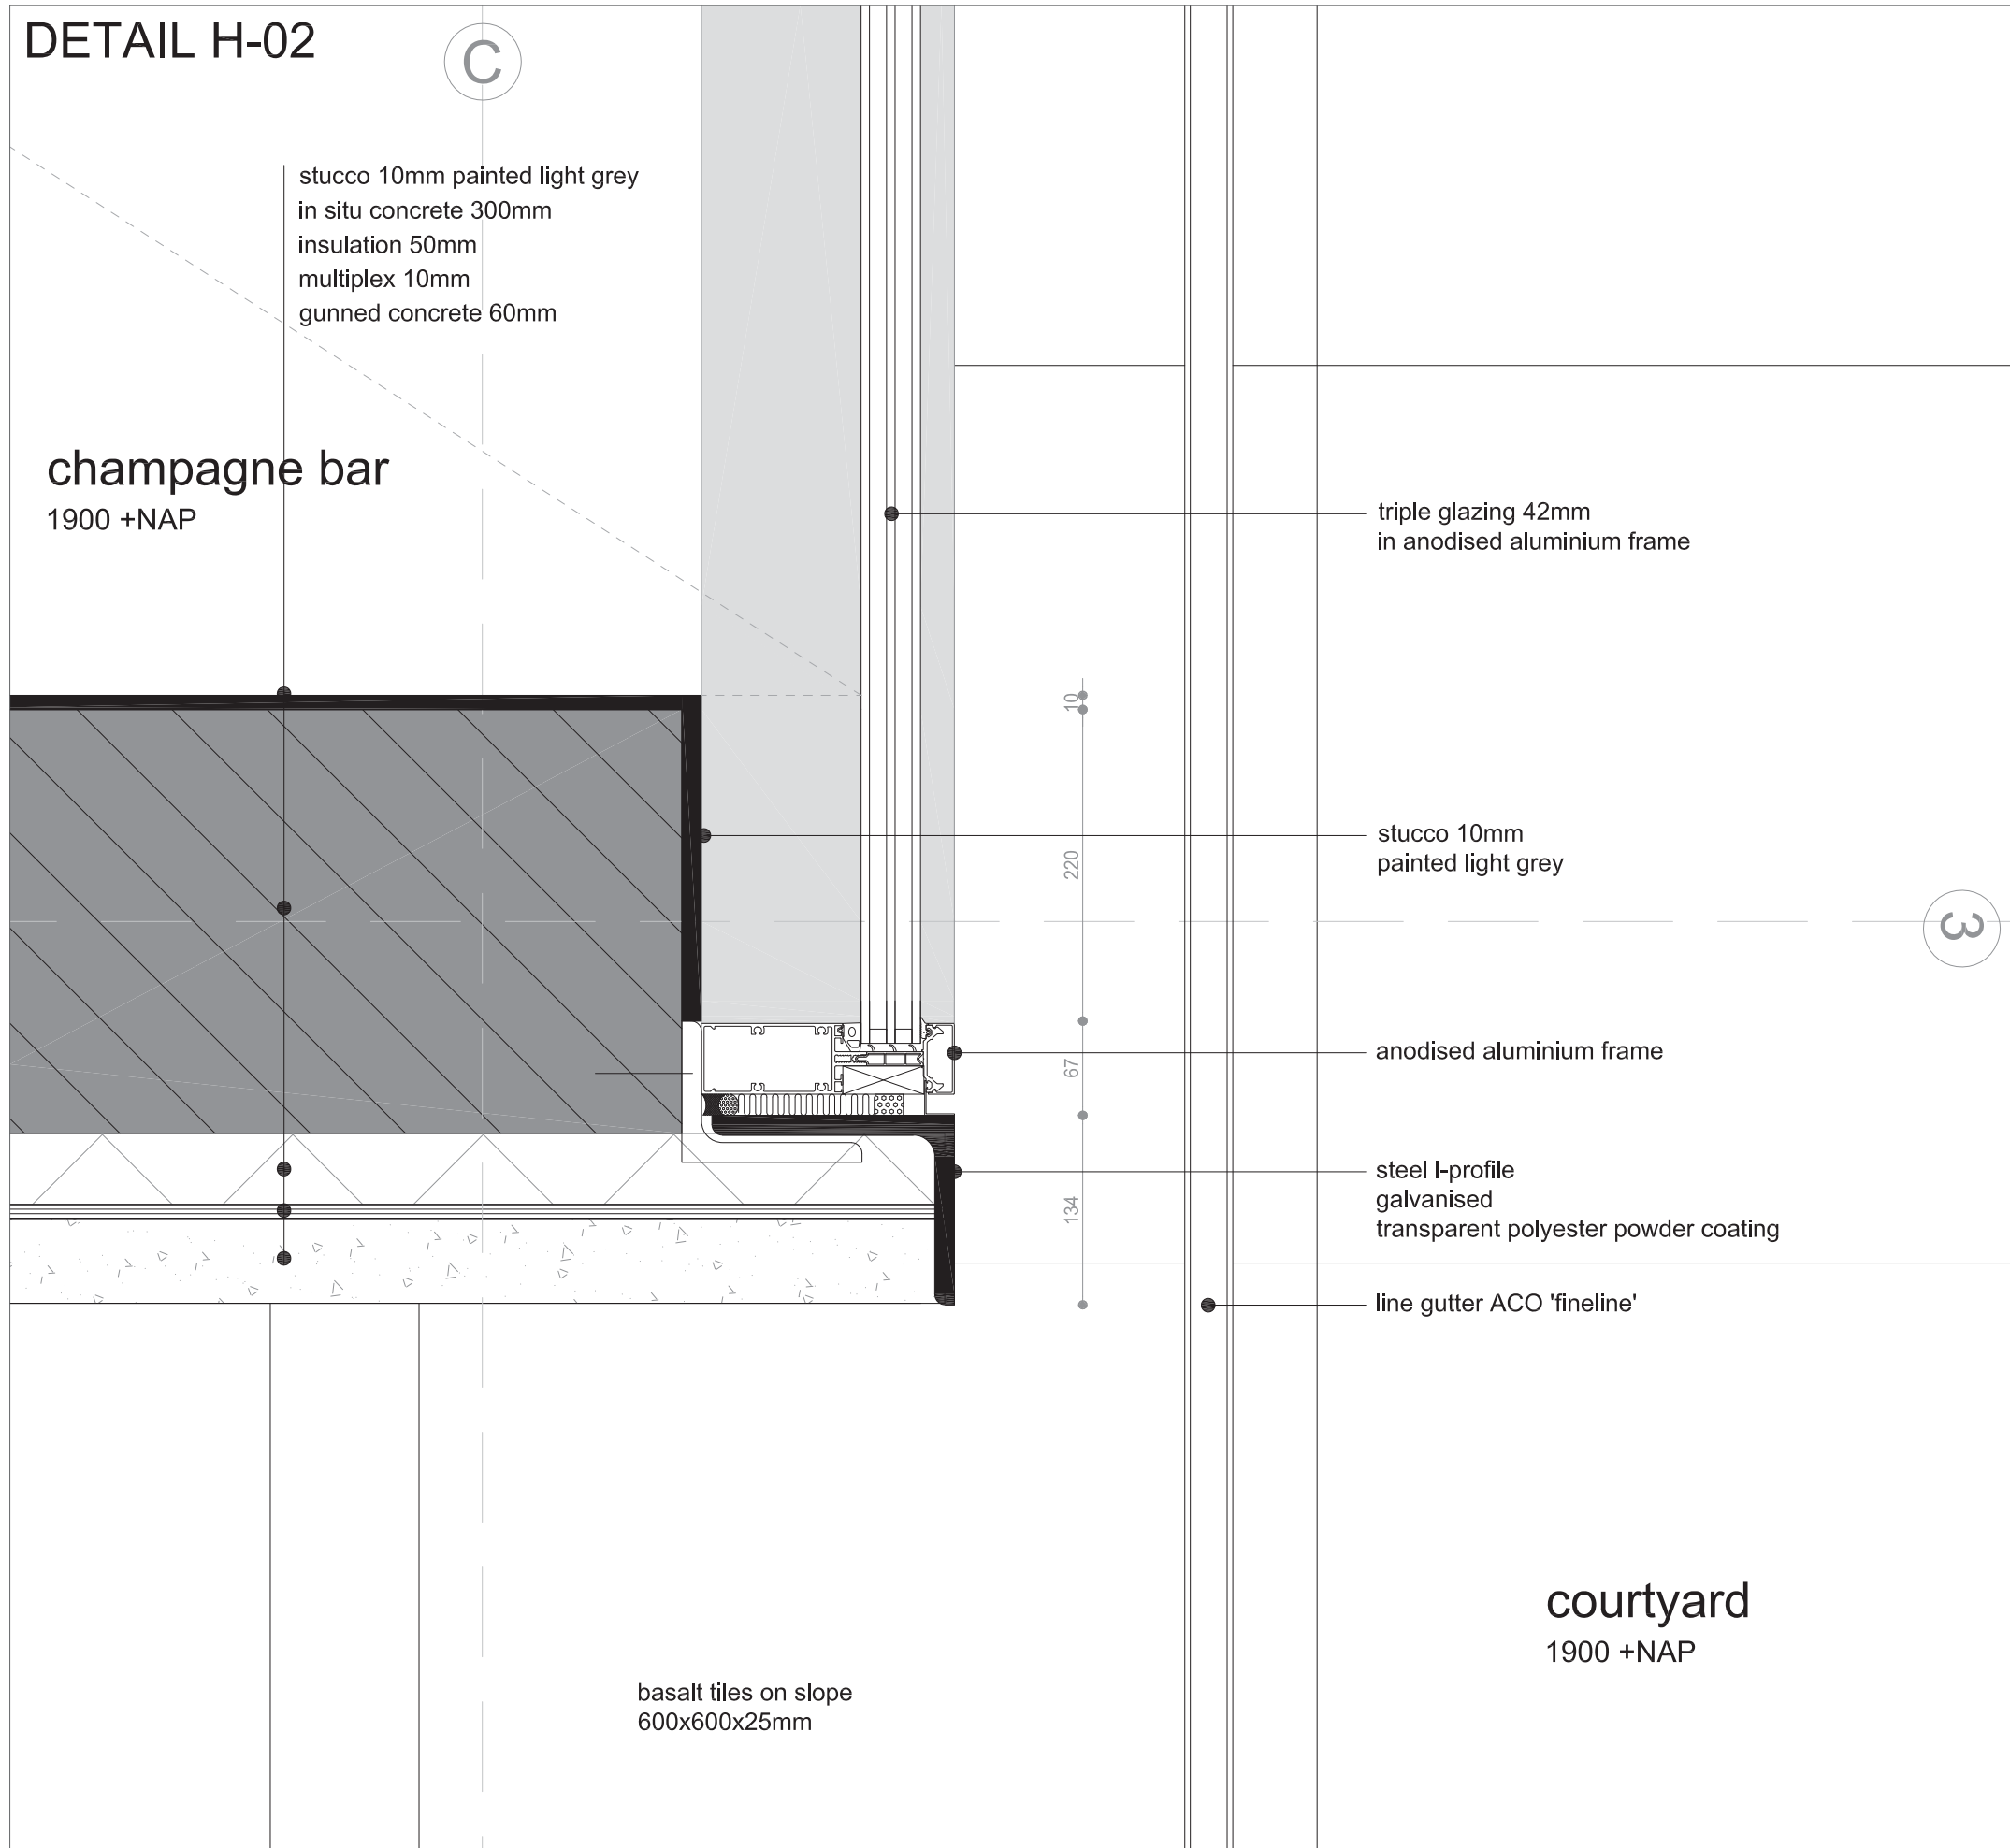 DETAIL H-02
C
stucco 10mm painted light grey
in situ concrete 300mm
insulation 50mm
multiplex 10mm
gunned concrete 60mm
champagne bar
1900 +NAP
triple glazing 42mm
in anodised aluminium frame
10
220
67
134
stucco 10mm
painted light grey
3
anodised aluminium frame
steel l-profile
galvanised
transparent polyester powder coating
line gutter ACO 'fineline'
courtyard
1900 +NAP
basalt tiles on slope
600x600x25mm